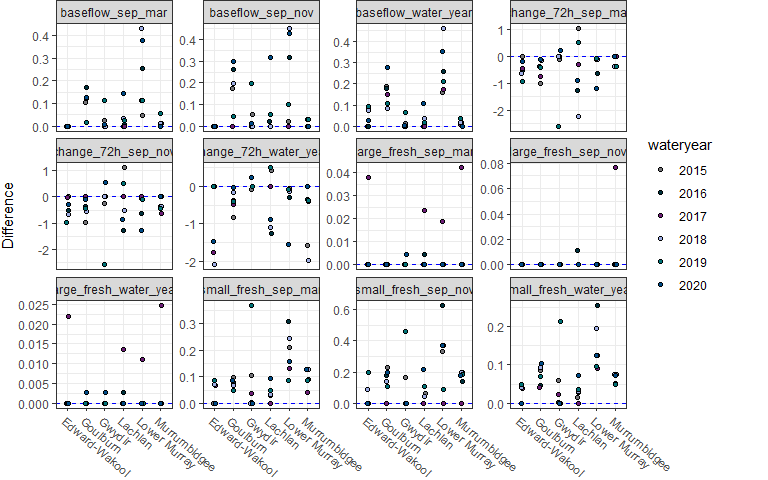 baseflow_sep_mar
baseflow_sep_nov
baseflow_water_year
change_72h_sep_ma
0.4
0.3
0.2
0.1
0.0
0.4
0.3
0.2
0.1
0.0
0.4
0.3
0.2
0.1
0.0
1
0
-1
-2
change_72h_sep_nov
nange_72h_water_yea
arge_fresh_sep_mar
arge_fresh_sep_nov
1
0
-1
-2
0
-1
-2
0.04
0.03
0.02
0.01
0.00
0.08
0.06
0.04
0.02
0.00
arge_fresh_water_yea
small_fresh_sep_mar
small_fresh_sep_nov
small_fresh_water_yea
0.025
0.020
0.015
0.010
0.005
0.000
0.3
0.2
0.1
0.0
0.6
0.4
0.2
0.0
0.2
0.1
0.0
Edward-Wakool
Goulburn
Gwydir
Lachlan
Lower Murray
Murrumbidgee
Edward-Wakool
Goulburn
Gwydir
Lachlan
Lower Murray
Murrumbidgee
Edward-Wakool
Goulburn
Gwydir
Lachlan
Lower Murray
Murrumbidgee
Edward-Wakool
Goulburn
Gwydir
Lachlan
Lower Murray
Murrumbidgee
Difference
wateryear
2015
2016
2017
2018
2019
2020